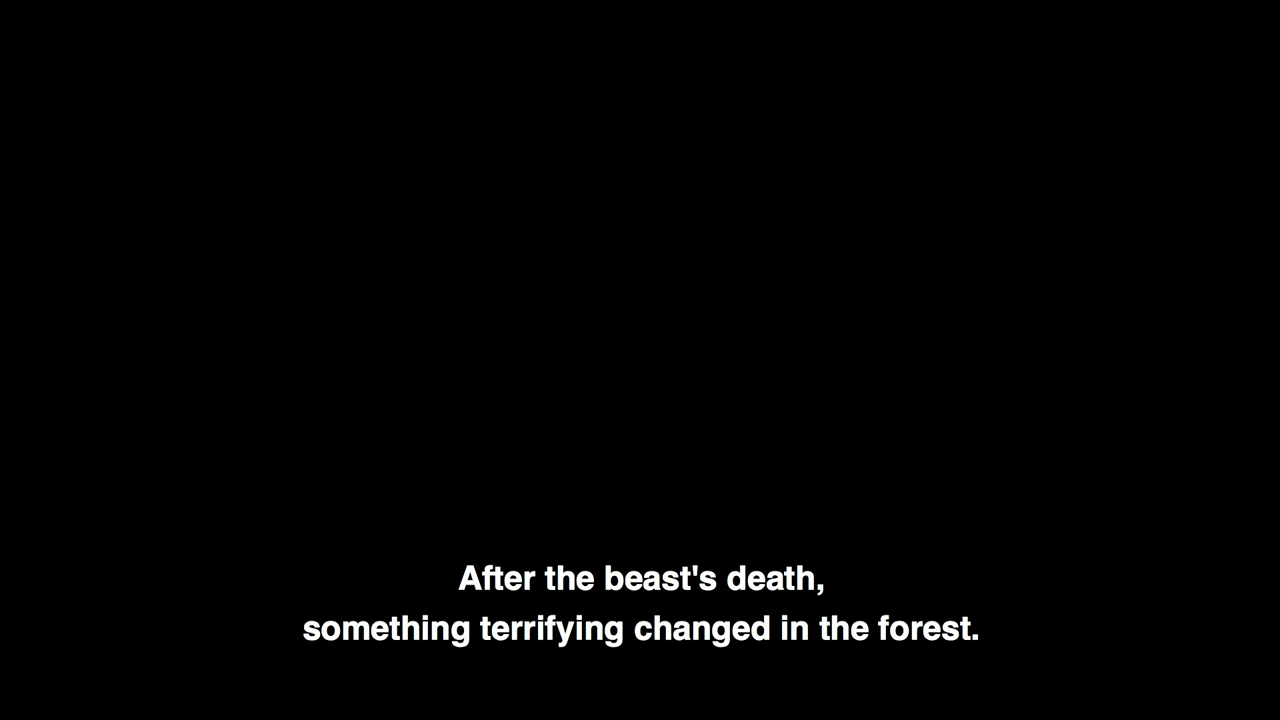 After the beast's death,
something terrifying changed in the forest.